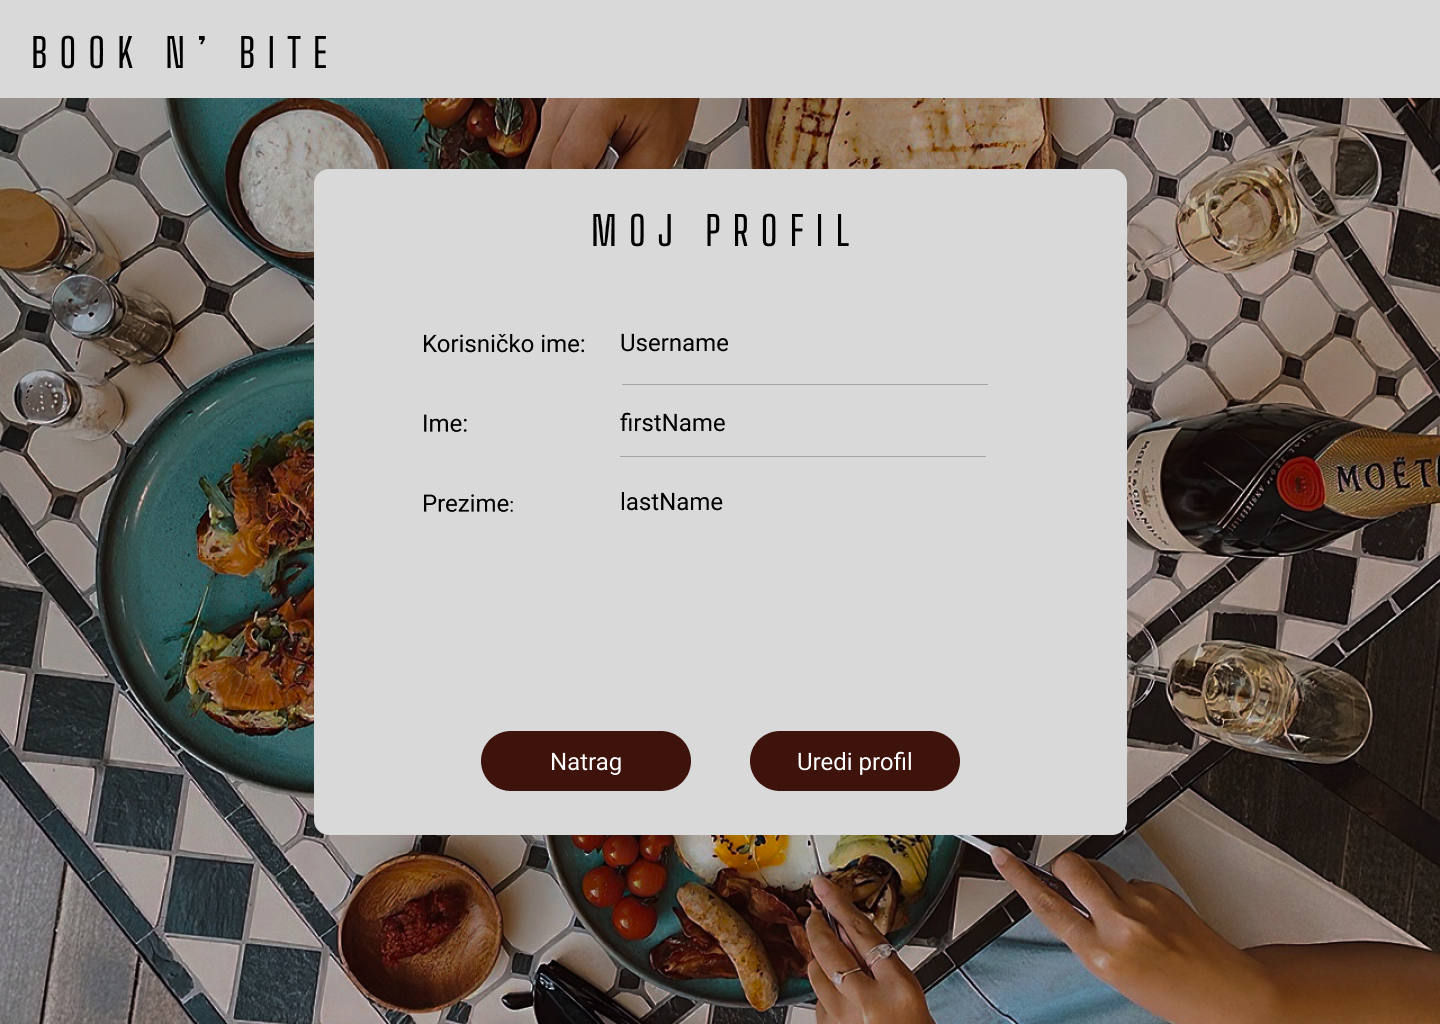 BOOK N’ BITE
MOJ PROFIL
Korisničko ime: Username
Ime: firstName
Prezime: lastName
Natrag Uredi profil
MOËT